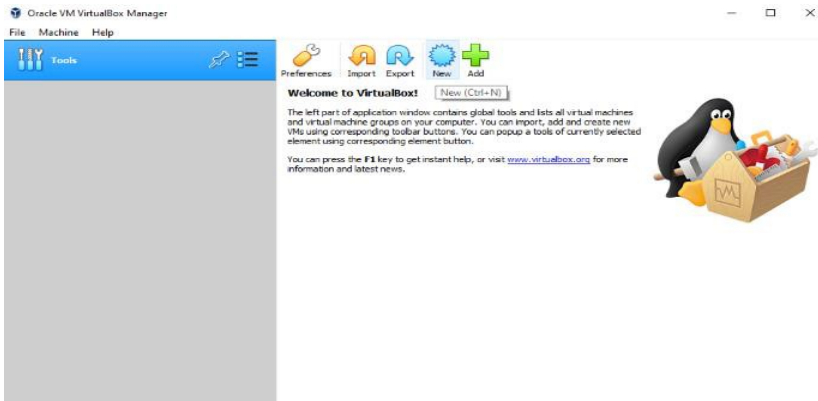 Oracle VM VirtualBox Manager
File Machine Help
Tools
Preferences Import Export New Add
Welcome to VirtualBox!
New (Ctrl+N)
The left part of application window contains global tools and lists all virtual machines
and virtual machine groups on your computer. You can import, add and create new
VMs using corresponding toolbar buttons. You can popup a tools of currently selected
element using corresponding element button.
You can press the F1 key to get instant help, or visit www.virtualbox.org for more
information and latest news.